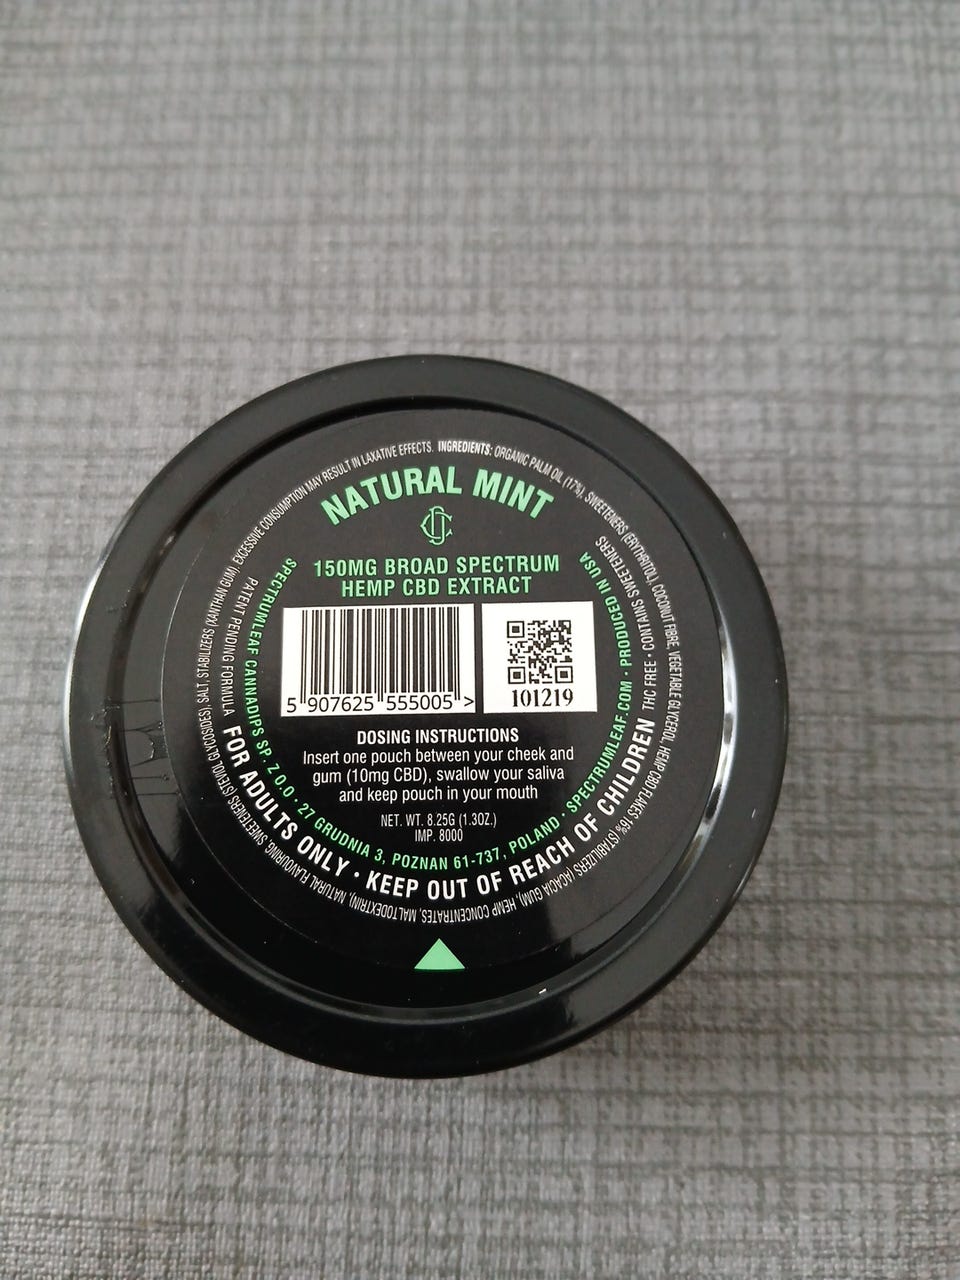 NATURAL MINT
150MG BROAD SPECTRUM
HEMP CBD EXTRACT
5 907625 555005 >
101219
DOSING INSTRUCTIONS
Insert one pouch between your cheek and
gum (10mg CBD), swallow your saliva
and keep pouch in your mouth
NET. WT. 8.25G (1.3OZ.)
IMP. 8000
SPECTRUMLEAF CANNADIPS SP. Z O.O · 27 GRUDNIA 3, POZNAN 61-737, POLAND · SPECTRUMLEAF.COM · PRODUCED IN USA
PATENT PENDING FORMULA FOR ADULTS ONLY · KEEP OUT OF REACH OF CHILDREN THC FREE · CONTAINS SWEETENERS
INGREDIENTS: ORGANIC PALM OIL (17%), SWEETENERS (ERYTHRITOL), COCONUT FIBRE, VEGETABLE GLYCEROL, HEMP CBD FLAKES 16% (STABILIZERS (ACACIA GUM), HEMP CONCENTRATES, MALTODEXTRIN), NATURAL FLAVOURING, SWEETENERS (STEVIOL GLYCOSIDES), SALT, STABILIZERS (XANTHAN GUM). EXCESSIVE CONSUMPTION MAY RESULT IN LAXATIVE EFFECTS.